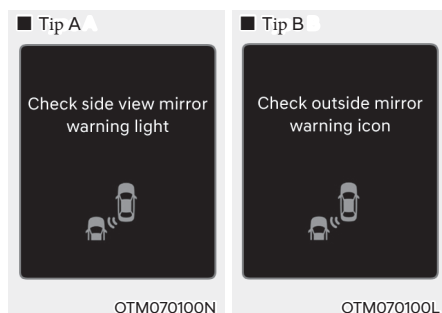 ■ Tip A
Check side view mirror
warning light
OTM070100N
■ Tip B
Check outside mirror
warning icon
OTM070100L